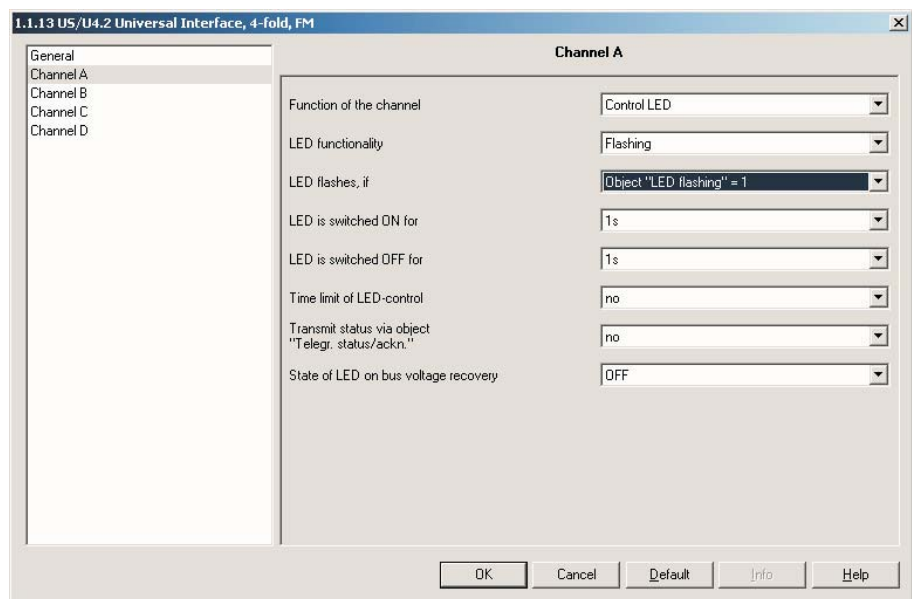 1.1.13 US/U4.2 Universal Interface, 4-fold, FM
General
Channel A
Channel B
Channel C
Channel D
Channel A
Function of the channel
Control LED
LED functionality
Flashing
LED flashes, if
Object "LED flashing" = 1
LED is switched ON for
1s
LED is switched OFF for
1s
Time limit of LED-control
no
Transmit status via object
"Telegr. status/ackn."
no
State of LED on bus voltage recovery
OFF
OK
Cancel
Default
Info
Help